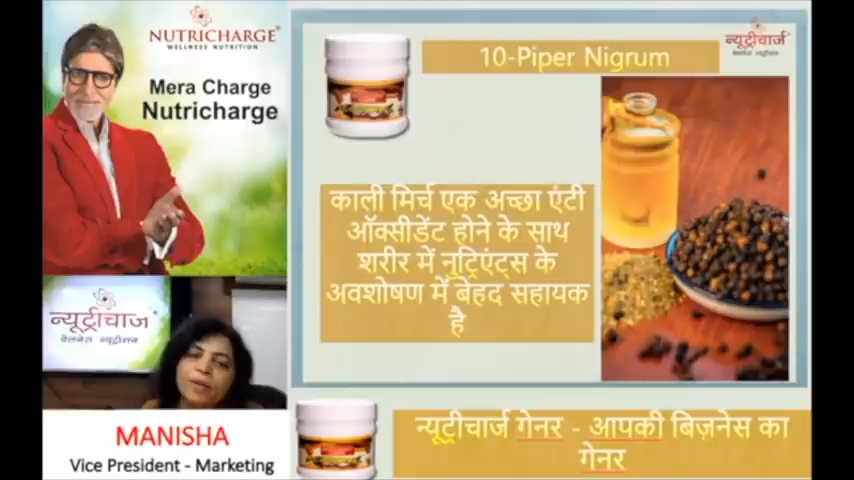 NUTRICHARGE
WELLNESS NUTRITION
Mera Charge
Nutricharge
न्यूट्रीचार्ज
वेलनेस न्यूट्रीशन
MANISHA
Vice President - Marketing
10-Piper Nigrum
न्यूट्रीचार्ज
वेलनेस न्यूट्रीशन
काली मिर्च एक अच्छा एंटी
ऑक्सीडेंट होने के साथ
शरीर में नुट्रिएंट्स के
अवशोषण में बेहद सहायक
है
न्यूट्रीचार्ज गेनर - आपकी बिज़नेस का
गेनर